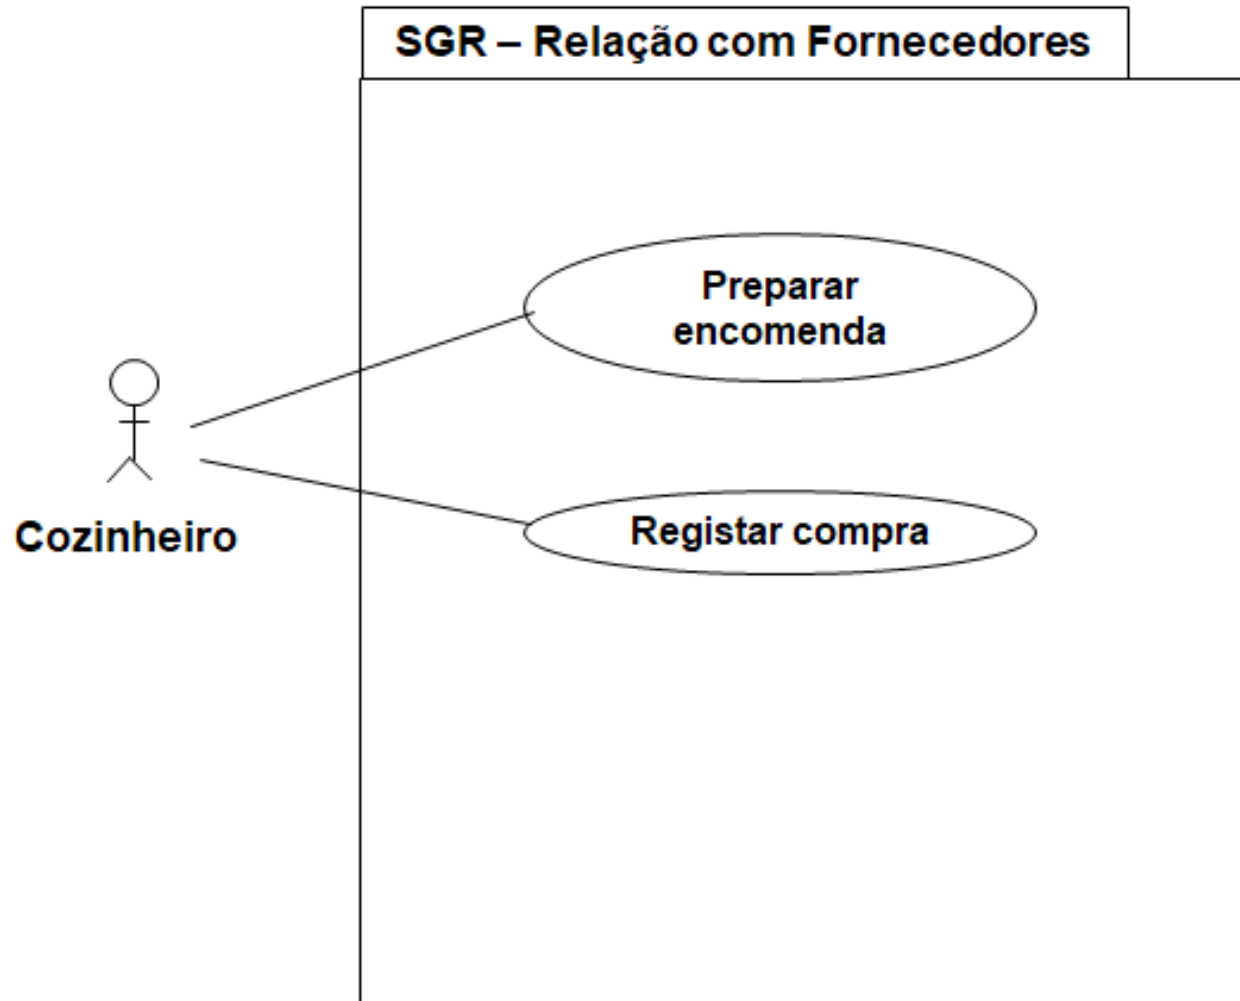 SGR – Relação com Fornecedores
Preparar
encomenda
Cozinheiro
Registar compra